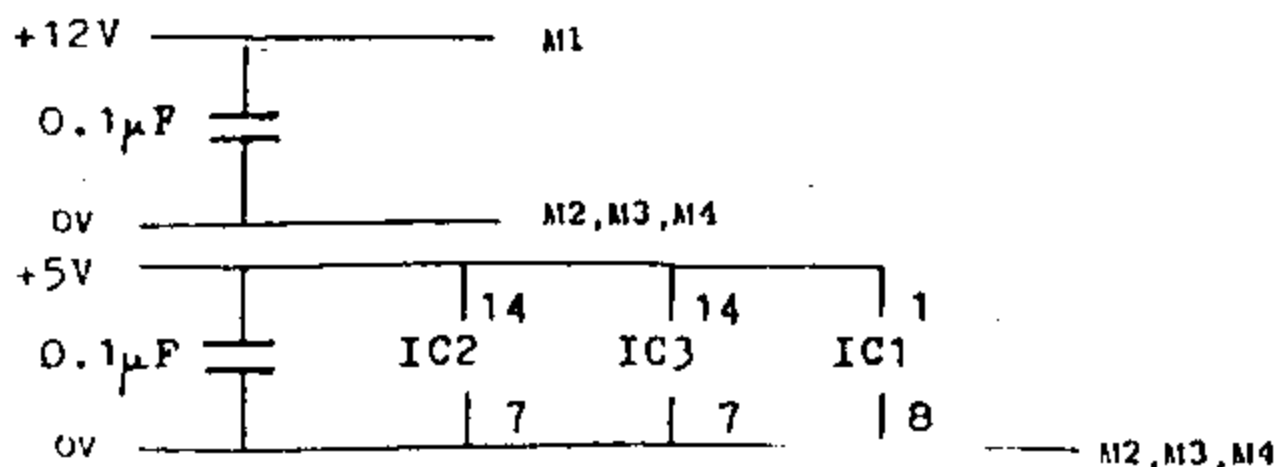 +12V M1
0.1μF
0V M2,M3,M4
+5V
14 14 1
0.1μF IC2 IC3 IC1
7 7 8
0V M2,M3,M4